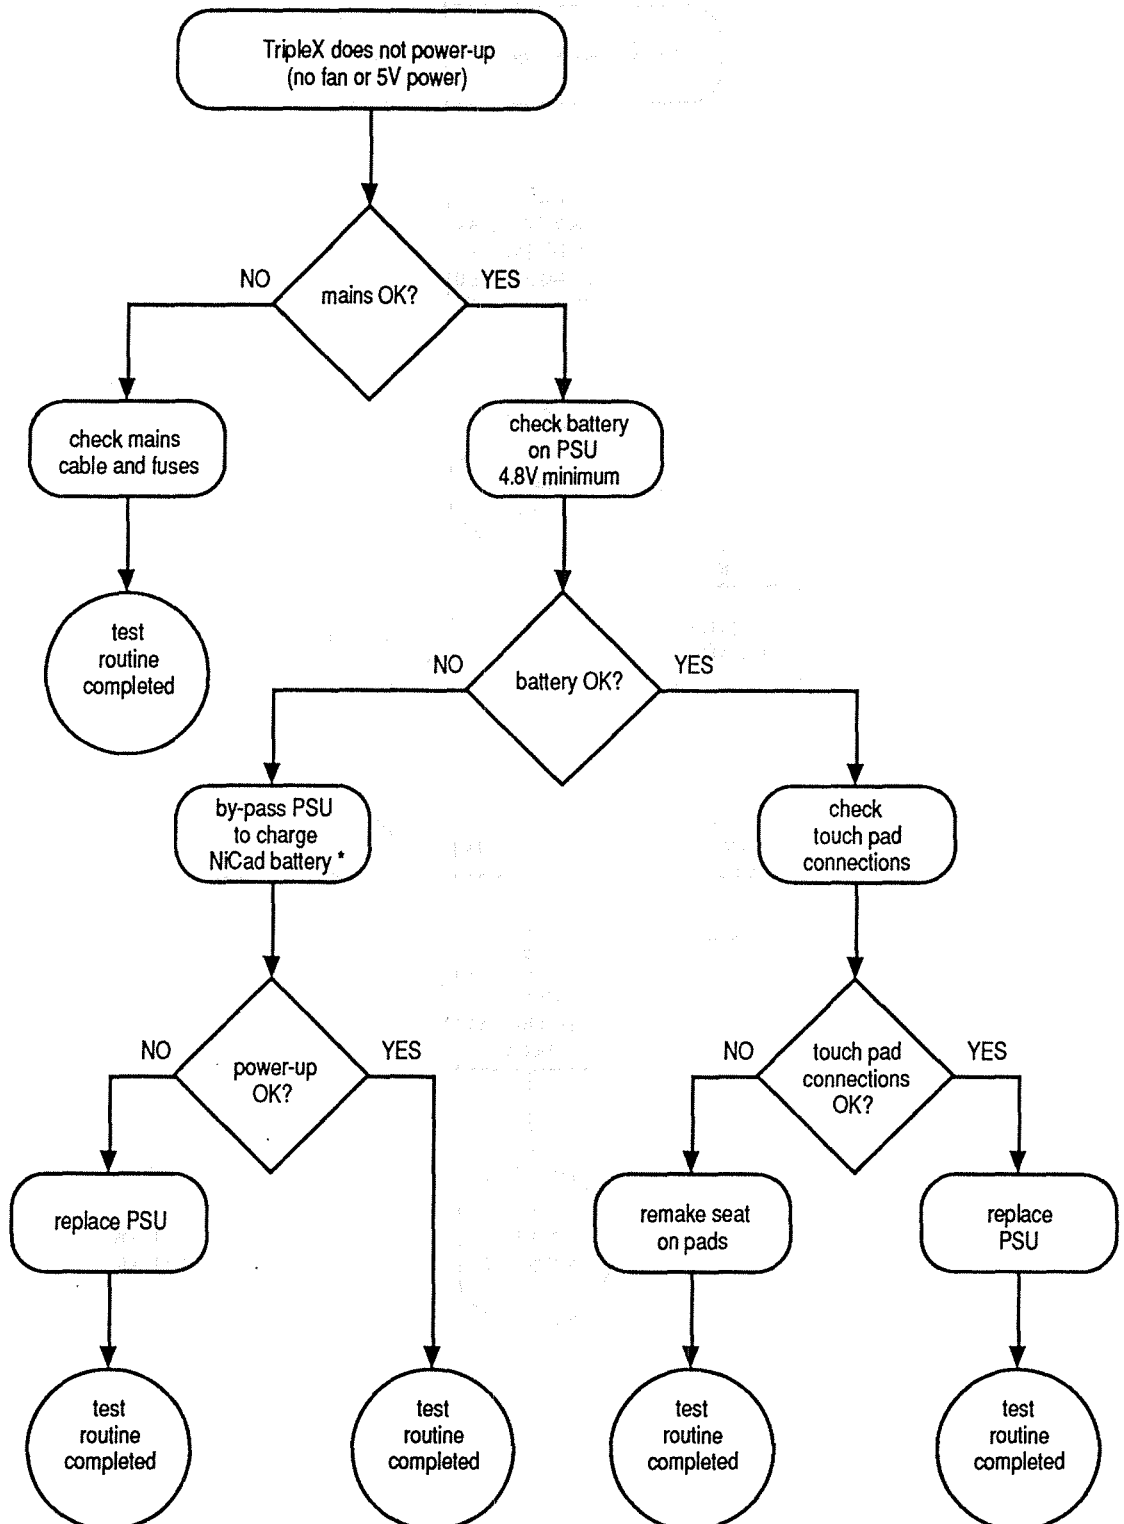 TripleX does not power-up
(no fan or 5V power)
NO
YES
mains OK?
check mains
cable and fuses
check battery
on PSU
4.8V minimum
test
routine
completed
NO
YES
battery OK?
by-pass PSU
to charge
NiCad battery *
check
touch pad
connections
NO
YES
power-up
OK?
NO
YES
touch pad
connections
OK?
replace PSU
remake seat
on pads
replace
PSU
test
routine
completed
test
routine
completed
test
routine
completed
test
routine
completed